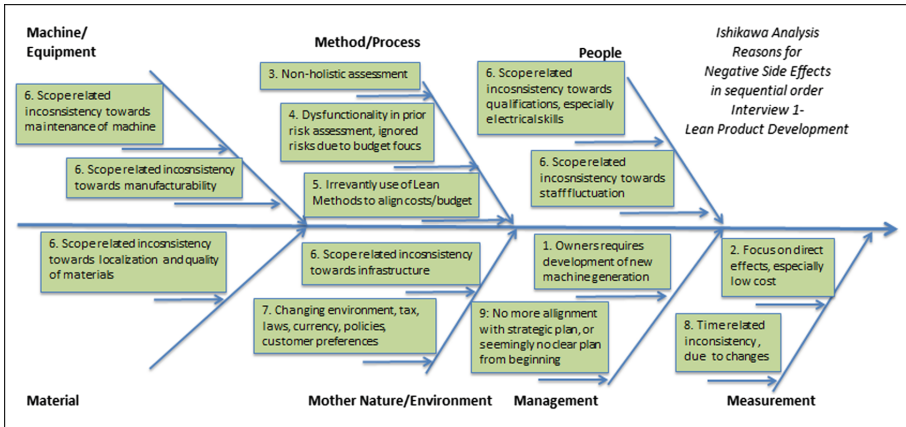 Machine/
Equipment
Method/Process
People
Ishikawa Analysis
Reasons for
Negative Side Effects
in sequential order
Interview 1-
Lean Product Development
6. Scope related
incosnsistency towards
maintenance of machine
6. Scope related incosnsistency
towards manufacturability
3. Non-holistic assessment
4. Dysfunctionality in prior
risk assessment, ignored
risks due to budget foucs
5. Irrevantly use of Lean
Methods to align costs/budget
6. Scope related
incosnsistency towards
qualifications, especially
electrical skills
6. Scope related
incosnsistency towards
staff fluctuation
6. Scope related incosnsistency
towards localization and quality
of materials
6. Scope related incosnsistency
towards infrastructure
7. Changing environment, tax,
laws, currency, policies,
customer preferences
1. Owners requires
development of new
machine generation
9: No more allignment
with strategic plan, or
seemingly no clear plan
from beginning
2. Focus on direct
effects, especially
low cost
8. Time related
inconsistency,
due to changes
Material
Mother Nature/Environment
Management
Measurement